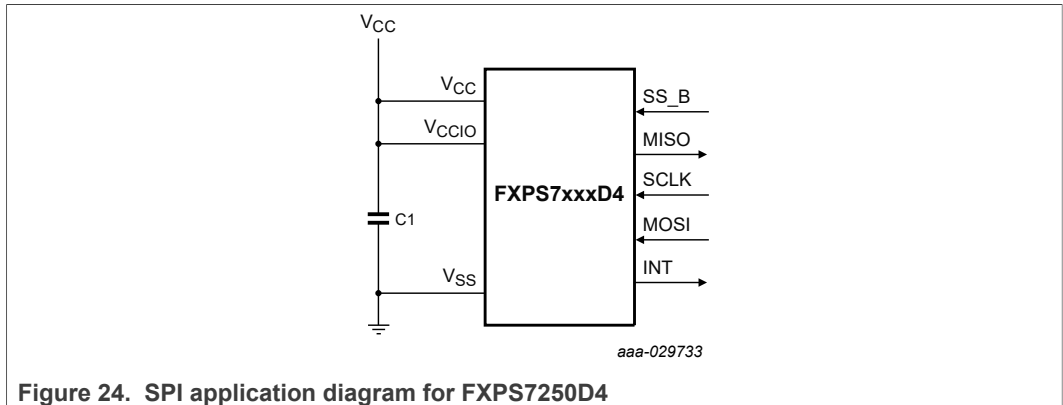 VCC
VCC
VCCIO
VSS
C1
FXPS7xxxD4
SS_B
MISO
SCLK
MOSI
INT
aaa-029733
Figure 24. SPI application diagram for FXPS7250D4